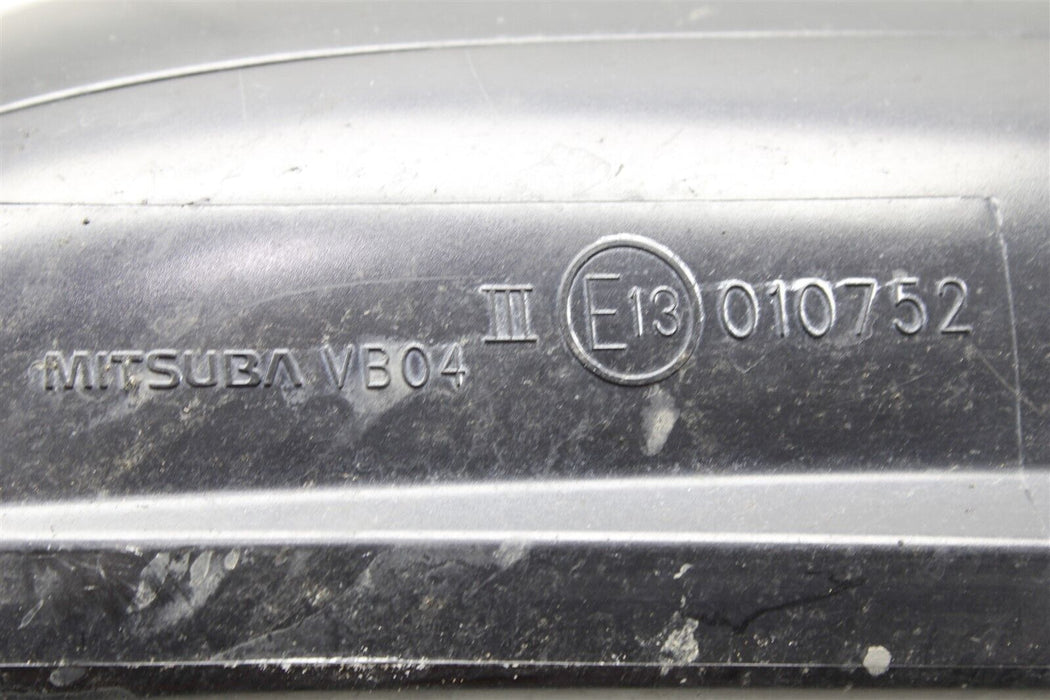 III E13 010752
MITSUBA VB04